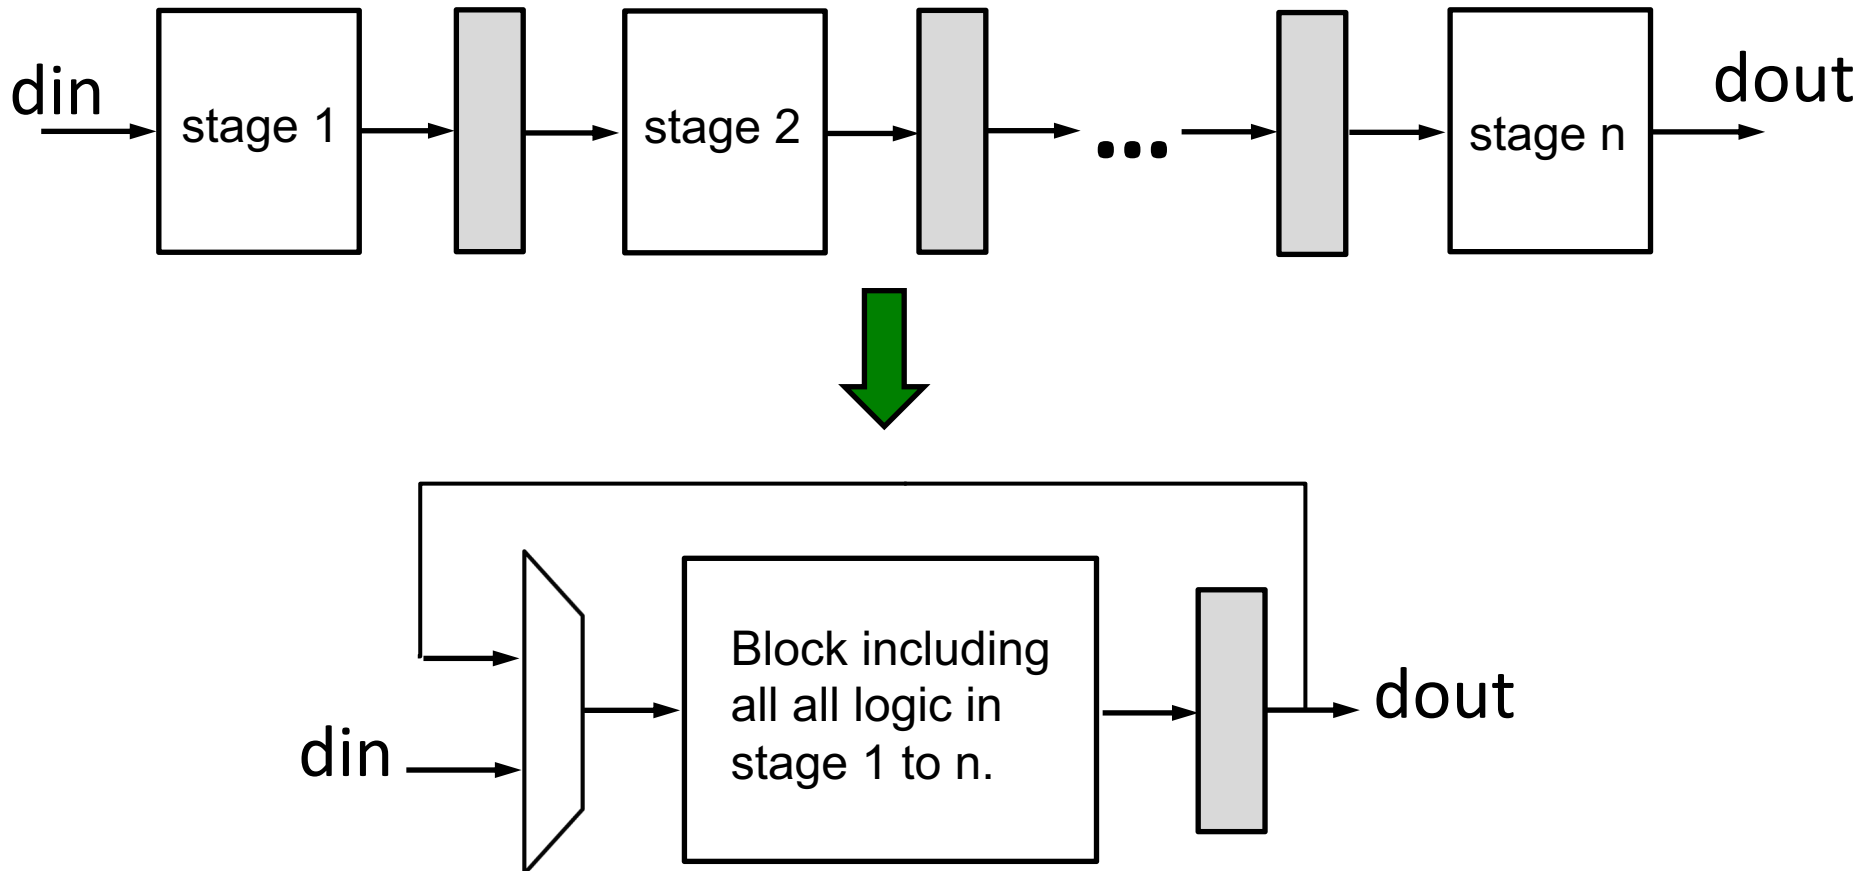 din
stage 1
stage 2
...
stage n
dout
Block including
all all logic in
stage 1 to n.
din
dout